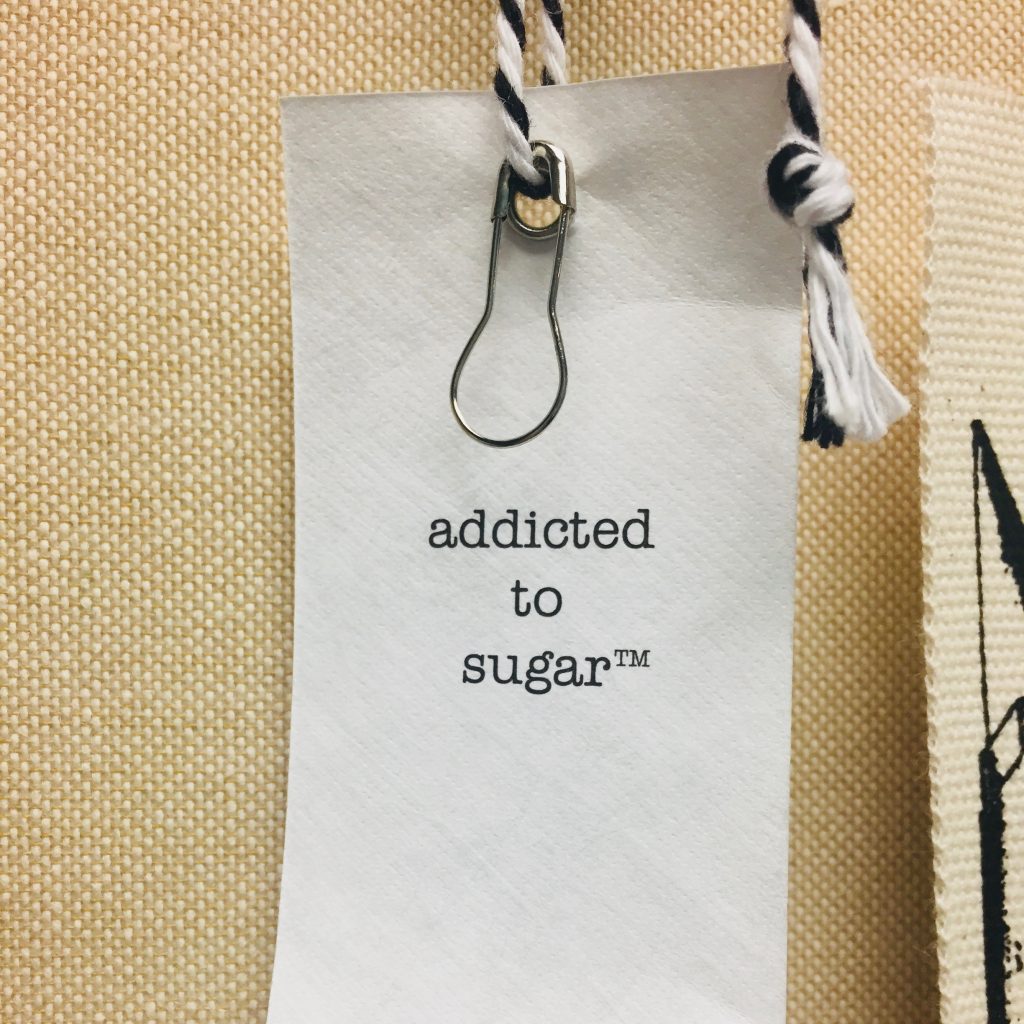 addicted
to
sugar™